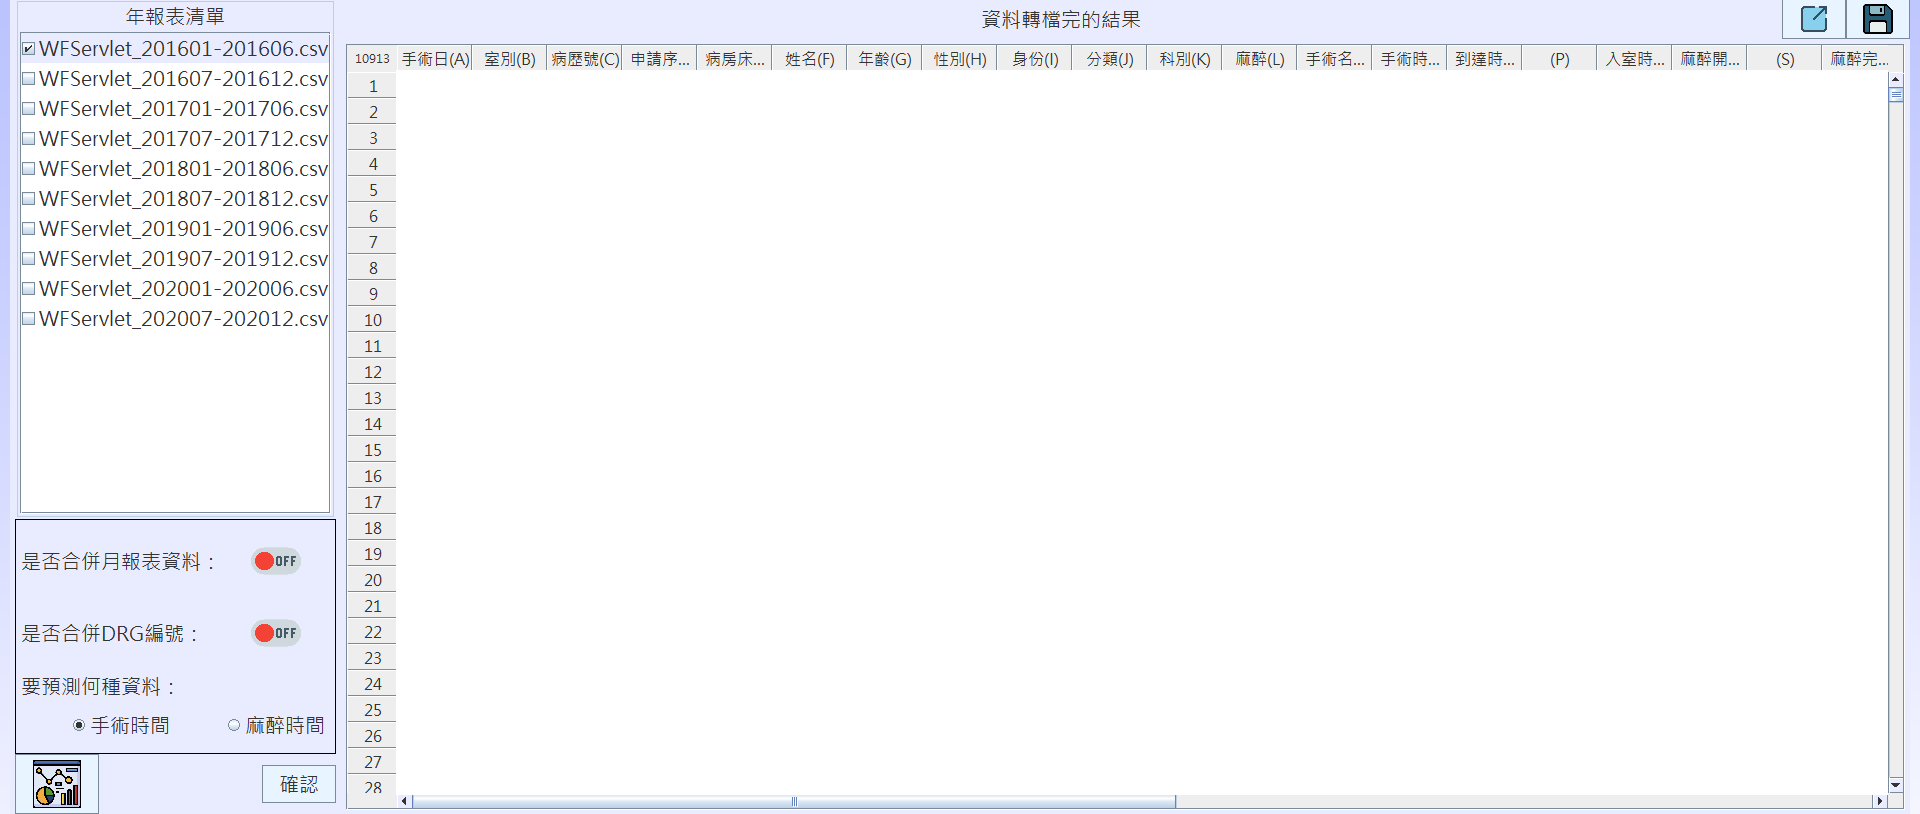 年報表清單
WFServlet_201601-201606.csv
WFServlet_201607-201612.csv
WFServlet_201701-201706.csv
WFServlet_201707-201712.csv
WFServlet_201801-201806.csv
WFServlet_201807-201812.csv
WFServlet_201901-201906.csv
WFServlet_201907-201912.csv
WFServlet_202001-202006.csv
WFServlet_202007-202012.csv
是否合併月報表資料：
OFF
是否合併DRG編號：
OFF
要預測何種資料：
手術時間 麻醉時間
確認
資料轉檔完的結果
10913 手術日(A) 室別(B) 病歷號(C) 申請序... 病房床... 姓名(F) 年齡(G) 性別(H) 身份(I) 分類(J) 科別(K) 麻醉(L) 手術名... 手術時... 到達時... (P) 入室時... 麻醉開... (S) 麻醉完...
1
2
3
4
5
6
7
8
9
10
11
12
13
14
15
16
17
18
19
20
21
22
23
24
25
26
27
28